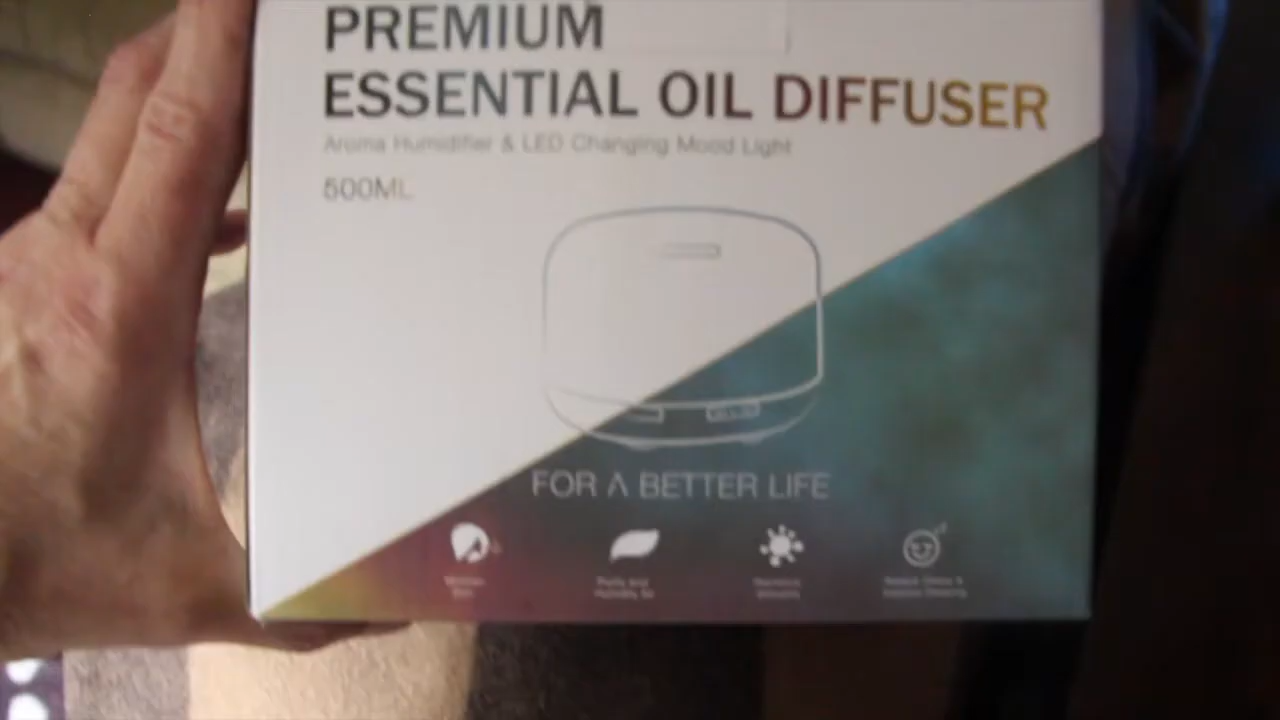 PREMIUM
ESSENTIAL OIL DIFFUSER
Aroma Humidifier & LED Changing Mood Light
500ML
FOR A BETTER LIFE